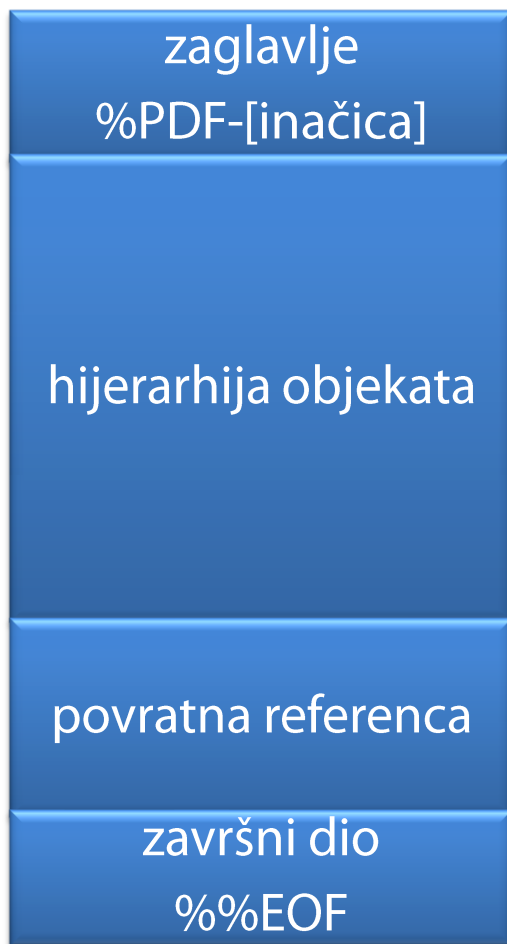 zaglavlje
%PDF-[inačica]
hijerarhija objekata
povratna referenca
završni dio
%%EOF